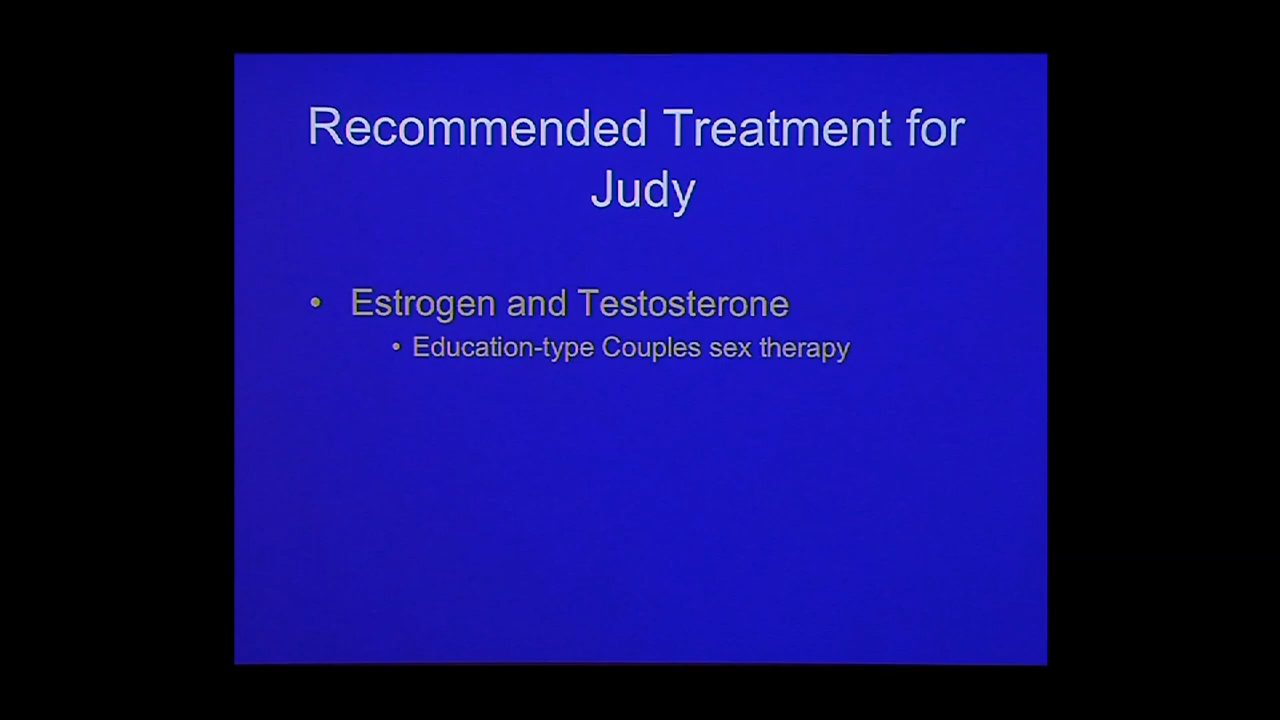 Recommended Treatment for
Judy
• Estrogen and Testosterone
• Education-type Couples sex therapy